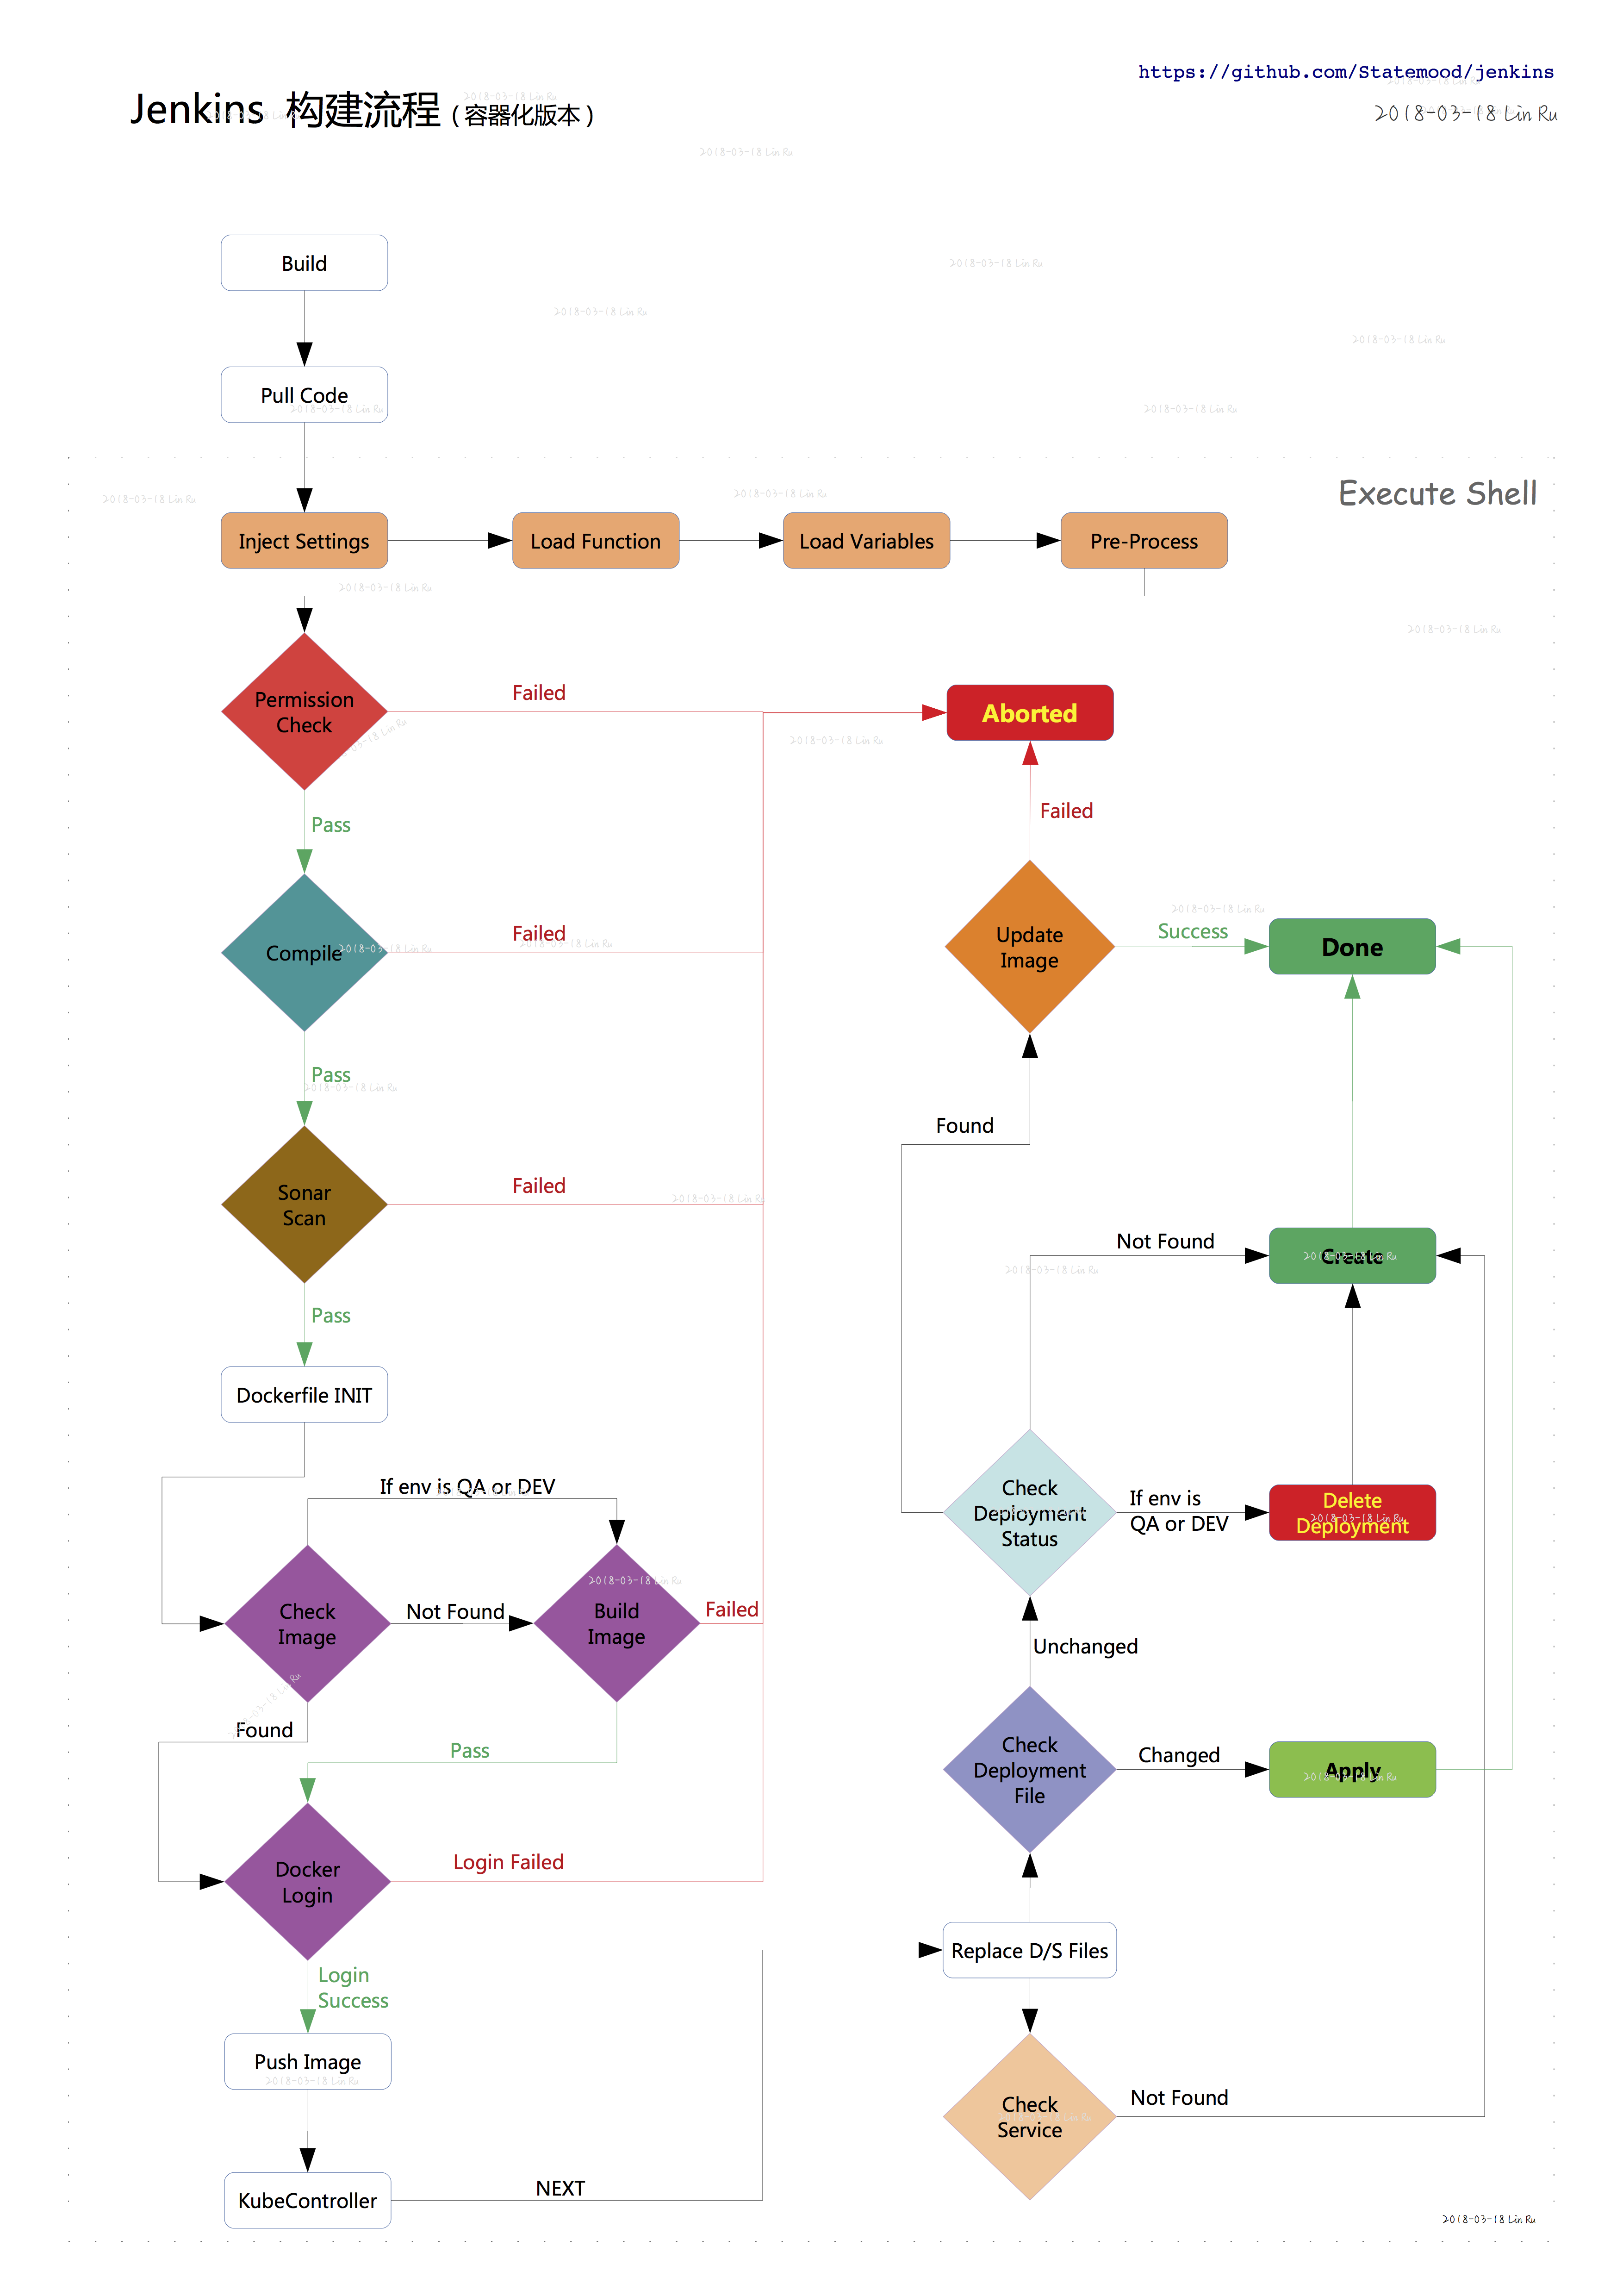 https://github.com/Statemood/jenkins
Jenkins 构建流程（容器化版本）
2018-03-18 Lin Ru
Build
Pull Code
Execute Shell
Inject Settings
Load Function
Load Variables
Pre-Process
Permission
Check
Failed
Aborted
Pass
Failed
Compile
Failed
Update
Image
Success
Done
Pass
Found
Sonar
Scan
Failed
Not Found
Create
Pass
Dockerfile INIT
If env is QA or DEV
Check
Deployment
Status
If env is
QA or DEV
Delete
Deployment
Check
Image
Not Found
Build
Image
Failed
Unchanged
Found
Pass
Check
Deployment
File
Changed
Apply
Docker
Login
Login Failed
Replace D/S Files
Login
Success
Push Image
Check
Service
Not Found
KubeController
NEXT
2018-03-18 Lin Ru